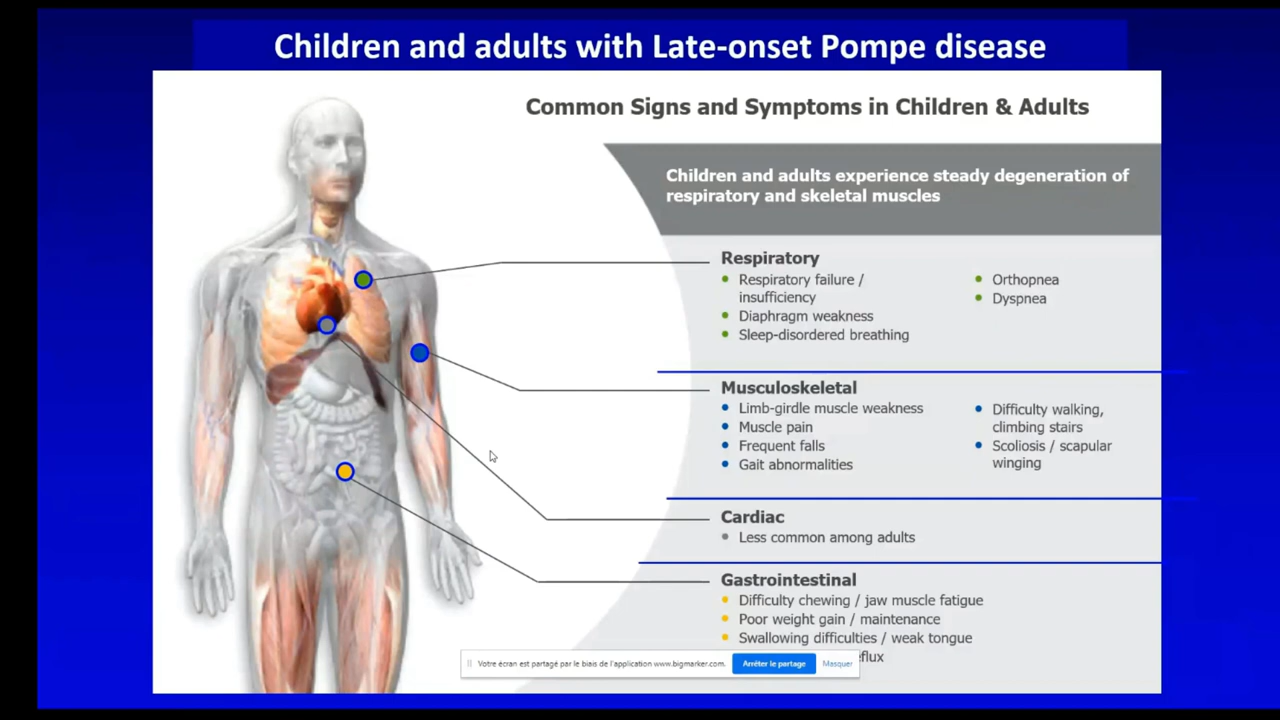 Children and adults with Late-onset Pompe disease
Common Signs and Symptoms in Children & Adults
Children and adults experience steady degeneration of
respiratory and skeletal muscles
Respiratory
Respiratory failure /
insufficiency
Diaphragm weakness
Sleep-disordered breathing
Orthopnea
Dyspnea
Musculoskeletal
Limb-girdle muscle weakness
Muscle pain
Frequent falls
Gait abnormalities
Difficulty walking,
climbing stairs
Scoliosis / scapular
winging
Cardiac
Less common among adults
Gastrointestinal
Difficulty chewing / jaw muscle fatigue
Poor weight gain / maintenance
Swallowing difficulties / weak tongue
eflux
Votre écran est partagé par le biais de l'application www.bigmarker.com.
Arrêter le partage
Masquer